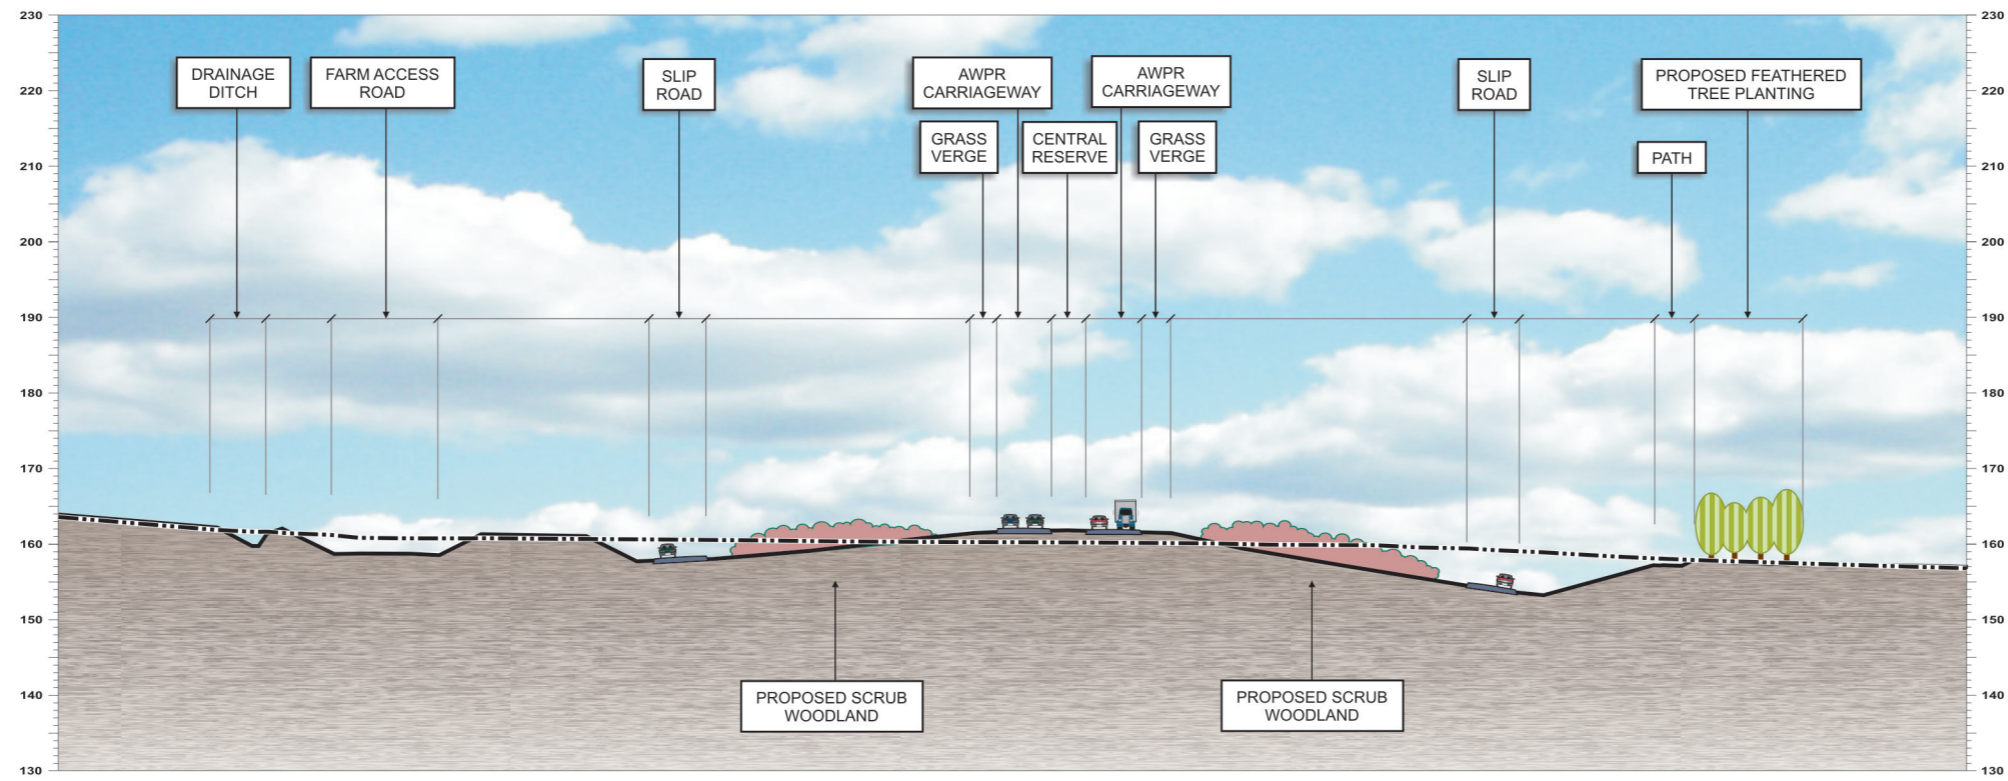 230
220
210
200
190
180
170
160
150
140
130
DRAINAGE
DITCH
FARM ACCESS
ROAD
SLIP
ROAD
AWPR
CARRIAGEWAY
AWPR
CARRIAGEWAY
SLIP
ROAD
PROPOSED FEATHERED
TREE PLANTING
GRASS
VERGE
CENTRAL
RESERVE
GRASS
VERGE
PATH
PROPOSED SCRUB
WOODLAND
PROPOSED SCRUB
WOODLAND
230
220
210
200
190
180
170
160
150
140
130